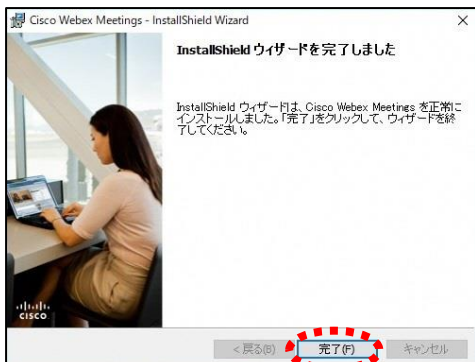 Cisco Webex Meetings - InstallShield Wizard
InstallShield ウィザードを完了しました
InstallShield ウィザードは、Cisco Webex Meetings を正常に
インストールしました。「完了」をクリックして、ウィザードを終
了してください。
cisco
< 戻る(B)
完了(F)
キャンセル